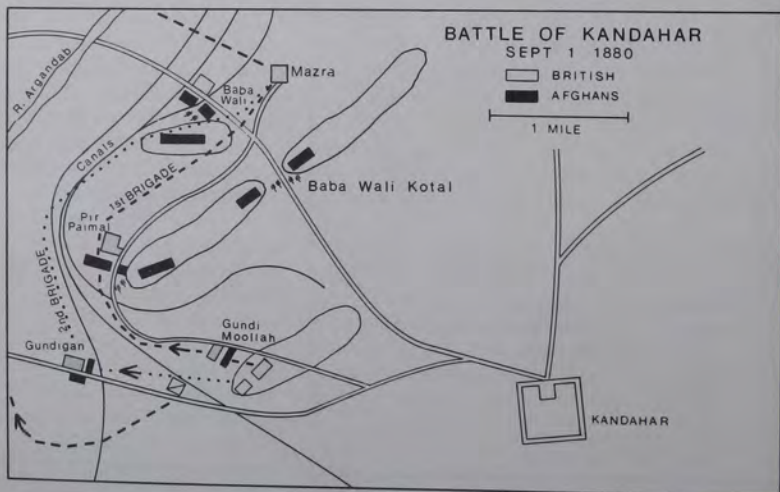 BATTLE OF KANDAHAR
SEPT 1 1880
BRITISH
AFGHANS
1 MILE
R. Argandab
Mazra
Baba
Wali
Canals
1st BRIGADE
Baba Wali Kotal
Pir
Paimal
2nd BRIGADE
Gundi
Moollah
Gundigan
KANDAHAR